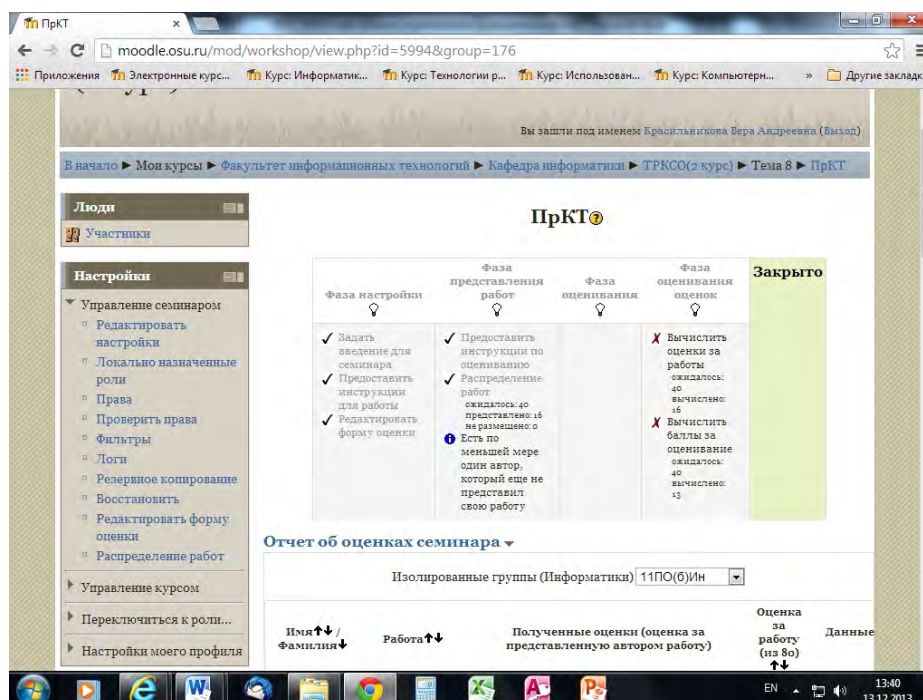 ПрКТ
moodle.osu.ru/mod/workshop/view.php?id=5994&group=176
Приложения Электронные курс... Курс: Информатик... Курс: Технологии р... Курс: Использован... Курс: Компьютерн... » Другие закладк
Вы зашли под именем Красильникова Вера Андреевна (Выход)
В начало ► Мои курсы ► Факультет информационных технологий ► Кафедра информатики ► ТРКСО(2 курс) ► Тема 8 ► ПрКТ
Люди
Участники
Настройки
Управление семинаром
Редактировать
настройки
Локально назначенные
роли
Права
Проверить права
Фильтры
Логи
Резервное копирование
Восстановить
Редактировать форму
оценки
Распределение работ
Управление курсом
Переключиться к роли...
Настройки моего профиля
ПрКТ
Фаза настройки
Фаза
представления
работ
Фаза
оценивания
Фаза
оценивания
оценок
Закрыто
Задать
введение для
семинара
Предоставить
инструкции
для работы
Редактировать
форму оценки
Предоставить
инструкции по
оцениванию
Распределение
работ
ожидалось: 40
представлено: 16
не размещено: 0
Есть по
меньшей мере
один автор,
который еще не
представил
свою работу
Вычислить
оценки за
работы
ожидалось:
40
вычислено:
16
Вычислить
баллы за
оценивание
ожидалось:
40
вычислено:
13
Отчет об оценках семинара
Изолированные группы (Информатики) 11ПО(б)Ин
Имя / Фамилия
Работа
Полученные оценки (оценка за
представленную автором работу)
Оценка
за
работу
(из 80)
Данные
EN 13:40
13.12.2013